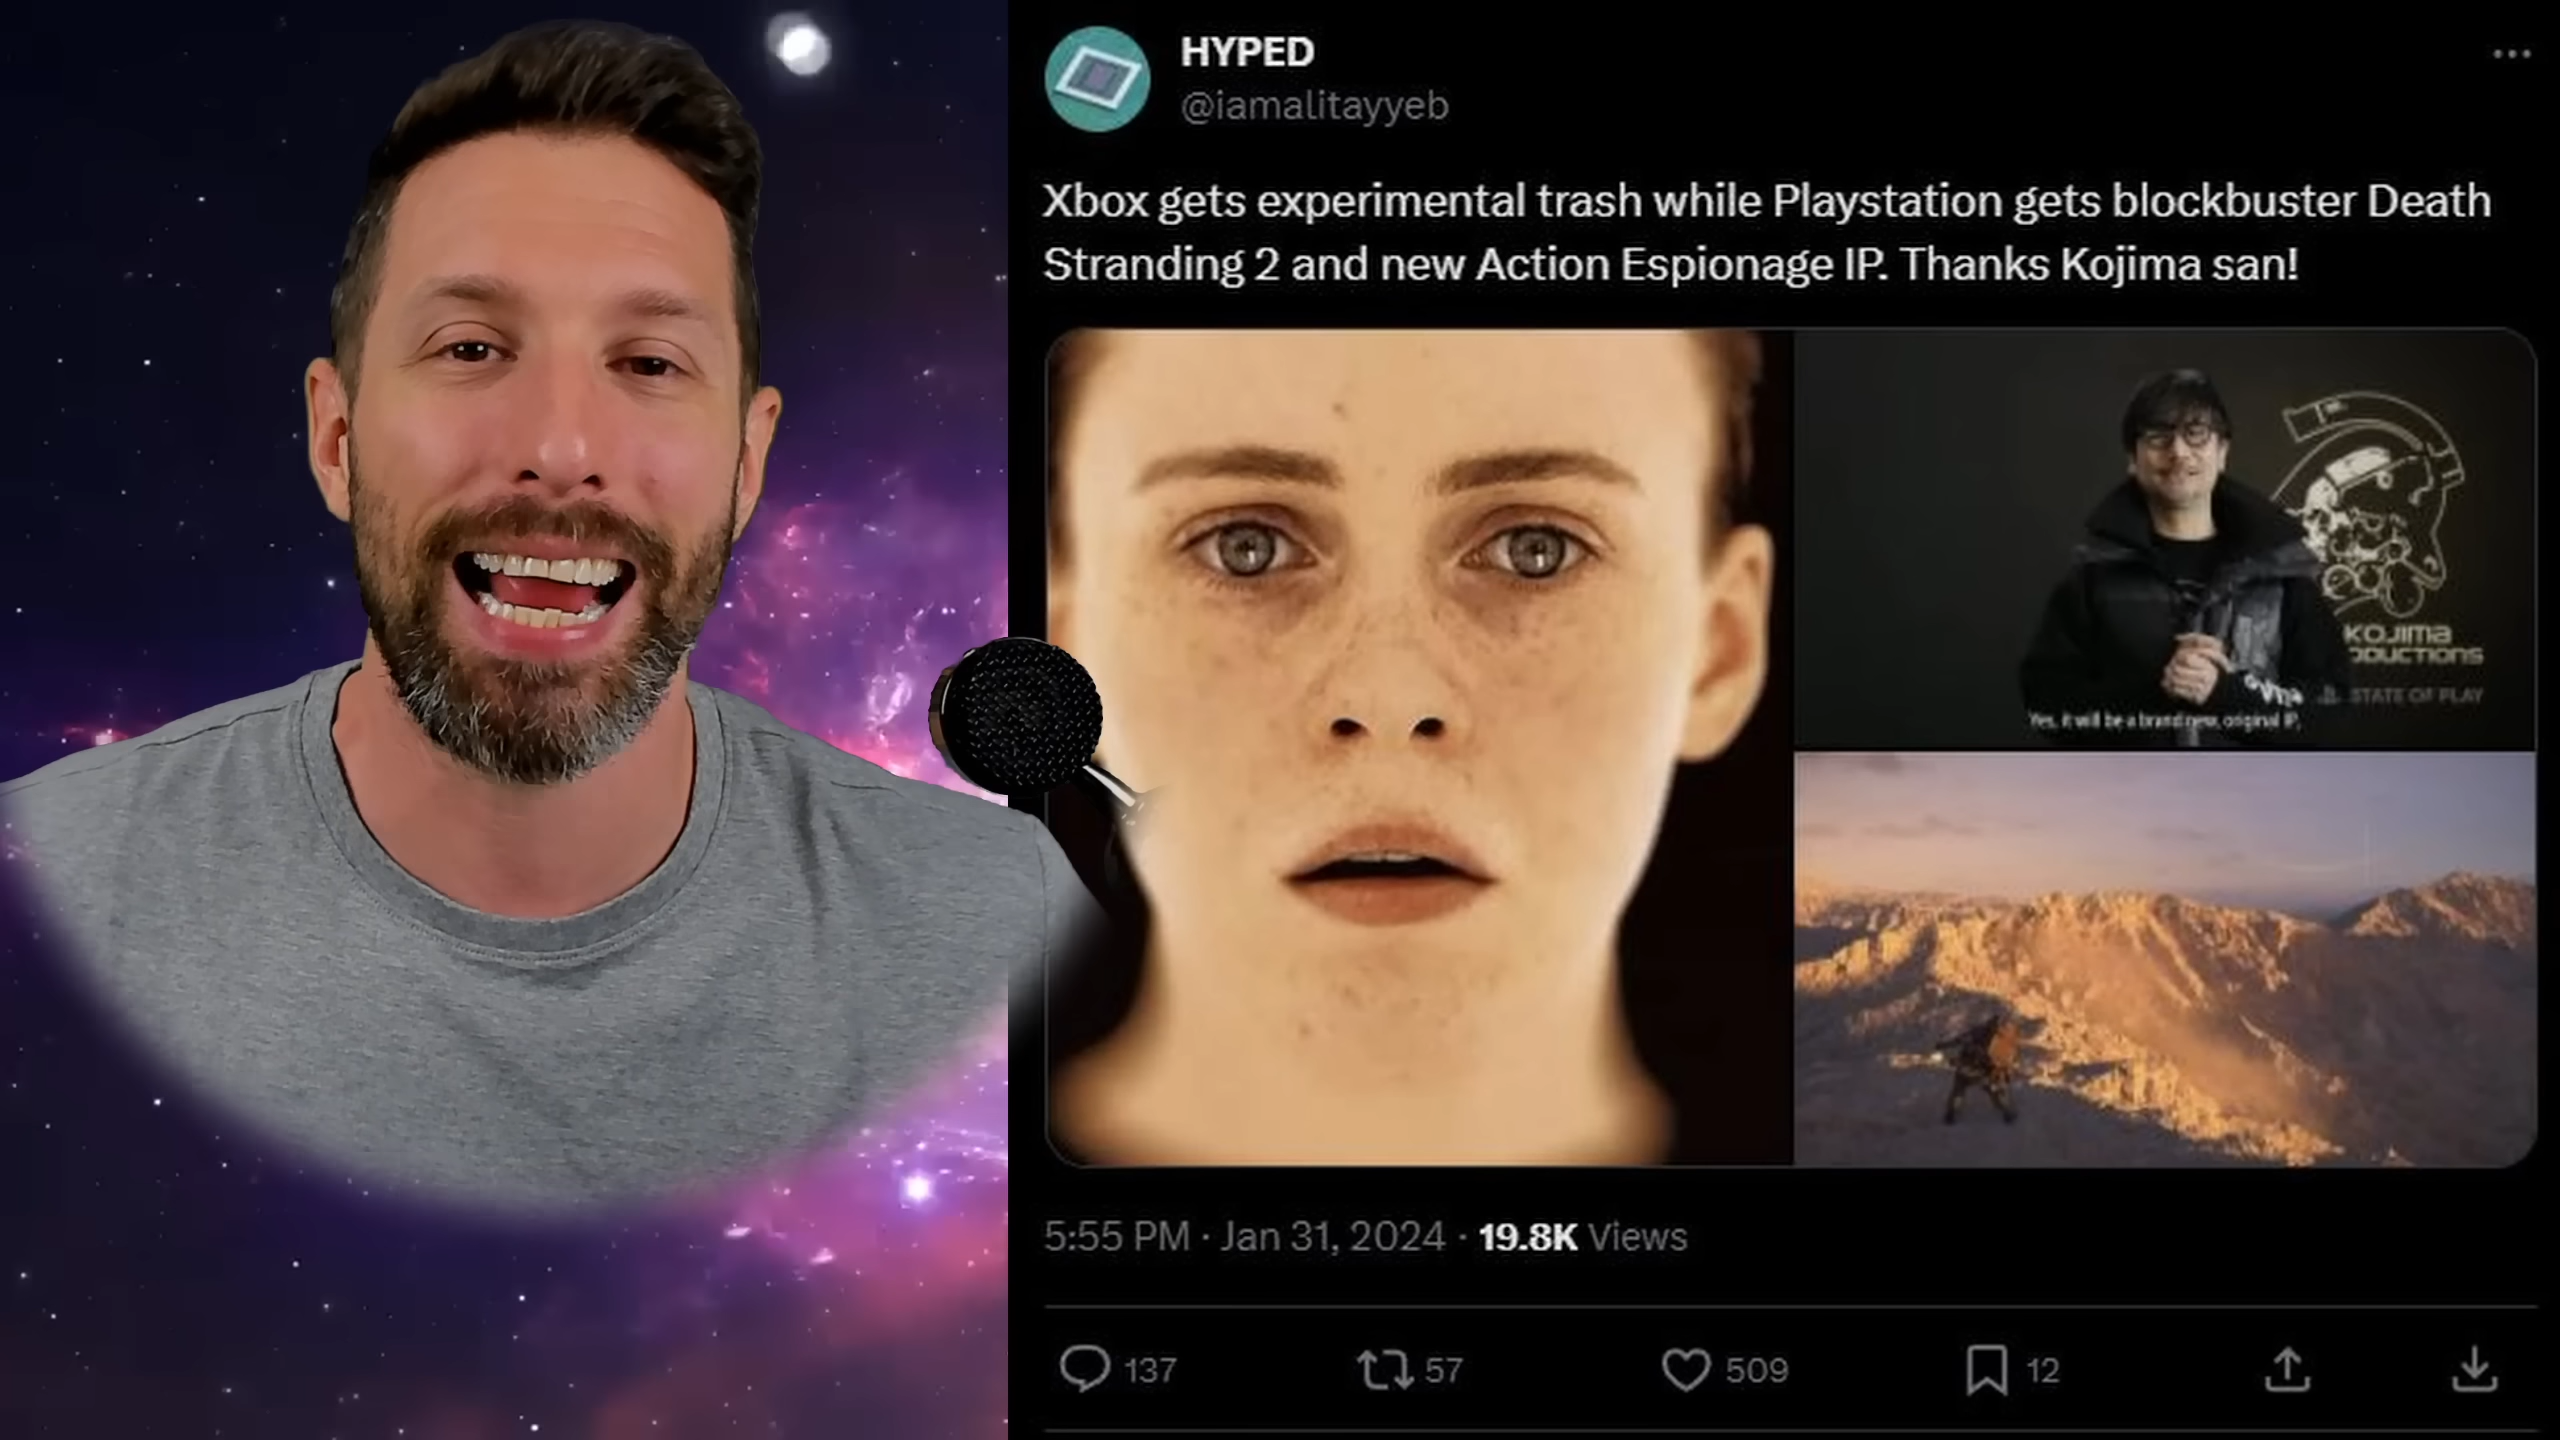 HYPED
@iamalitayyeb
Xbox gets experimental trash while Playstation gets blockbuster Death
Stranding 2 and new Action Espionage IP. Thanks Kojima san!
KOJIMA
ODUCTIONS
STATE OF PLAY
Yes, it will be a brand new, original IP,
5:55 PM · Jan 31, 2024 · 19.8K Views
137 57 509 12